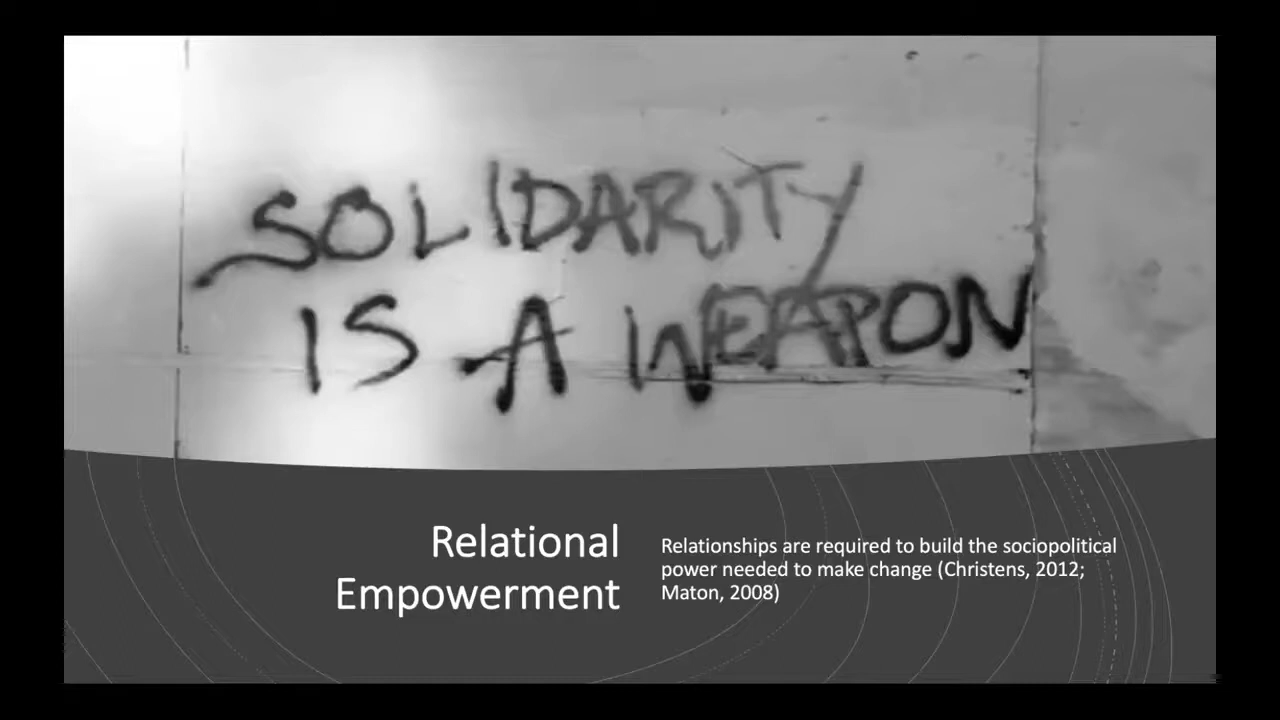 SOLIDARITY
IS A WEAPON
Relational
Empowerment
Relationships are required to build the sociopolitical
power needed to make change (Christens, 2012;
Maton, 2008)